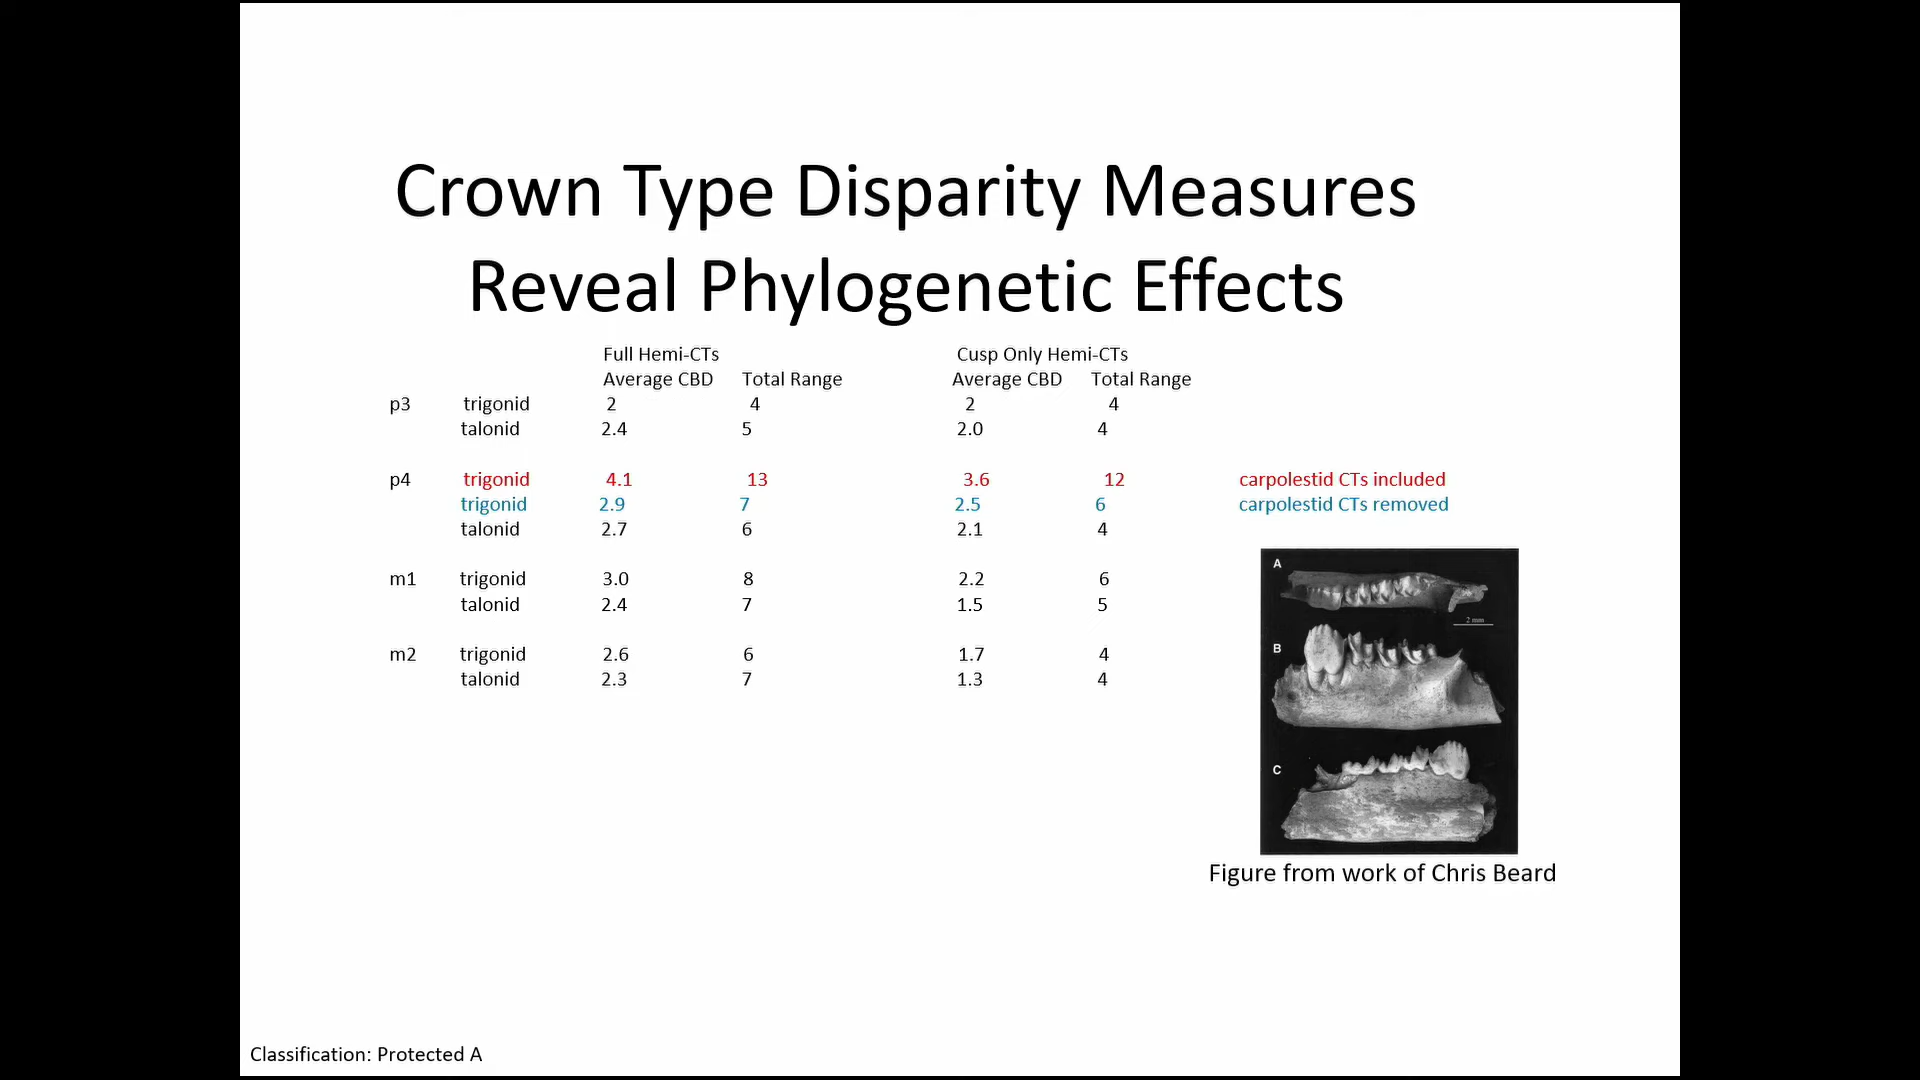 Crown Type Disparity Measures
Reveal Phylogenetic Effects
Full Hemi-CTs Cusp Only Hemi-CTs
Average CBD Total Range Average CBD Total Range
p3 trigonid 2 4 2 4
talonid 2.4 5 2.0 4
p4 trigonid 4.1 13 3.6 12 carpolestid CTs included
trigonid 2.9 7 2.5 6 carpolestid CTs removed
talonid 2.7 6 2.1 4
m1 trigonid 3.0 8 2.2 6
talonid 2.4 7 1.5 5
m2 trigonid 2.6 6 1.7 4
talonid 2.3 7 1.3 4
A
2 mm
B
C
Figure from work of Chris Beard
Classification: Protected A